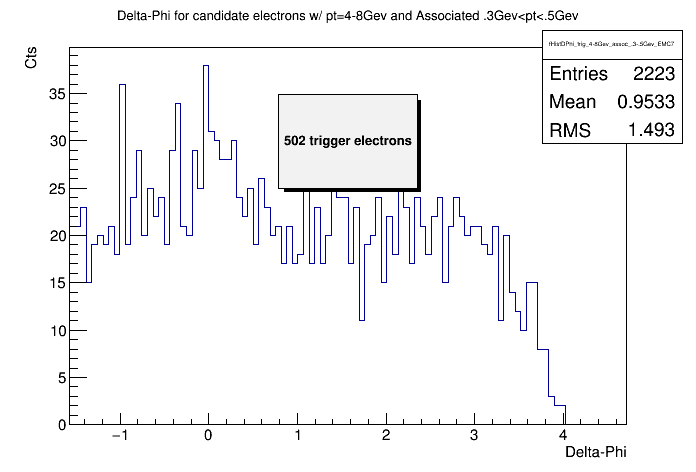 Delta-Phi for candidate electrons w/ pt=4-8Gev and Associated .3Gev<pt<.5Gev
fHistDPhi_trig_4-8Gev_assoc_.3-.5Gev_EMC7
Entries 2223
Mean 0.9533
RMS 1.493
502 trigger electrons
Cts
35
30
25
20
15
10
5
0
−1 0 1 2 3 4
Delta-Phi